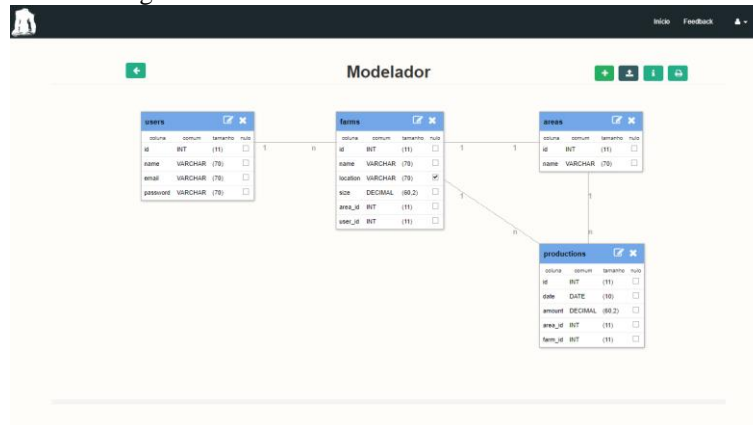 Início Feedback
Modelador
users
coluna comum tamanho nulo
id INT (11)
name VARCHAR (70)
email VARCHAR (70)
password VARCHAR (70)
1 n
farms
coluna comum tamanho nulo
id INT (11)
name VARCHAR (70)
location VARCHAR (70)
size DECIMAL (60,2)
area_id INT (11)
user_id INT (11)
1 1
areas
coluna comum tamanho nulo
id INT (11)
name VARCHAR (70)
1
n
1
n
productions
coluna comum tamanho nulo
id INT (11)
date DATE (10)
amount DECIMAL (60,2)
area_id INT (11)
farm_id INT (11)